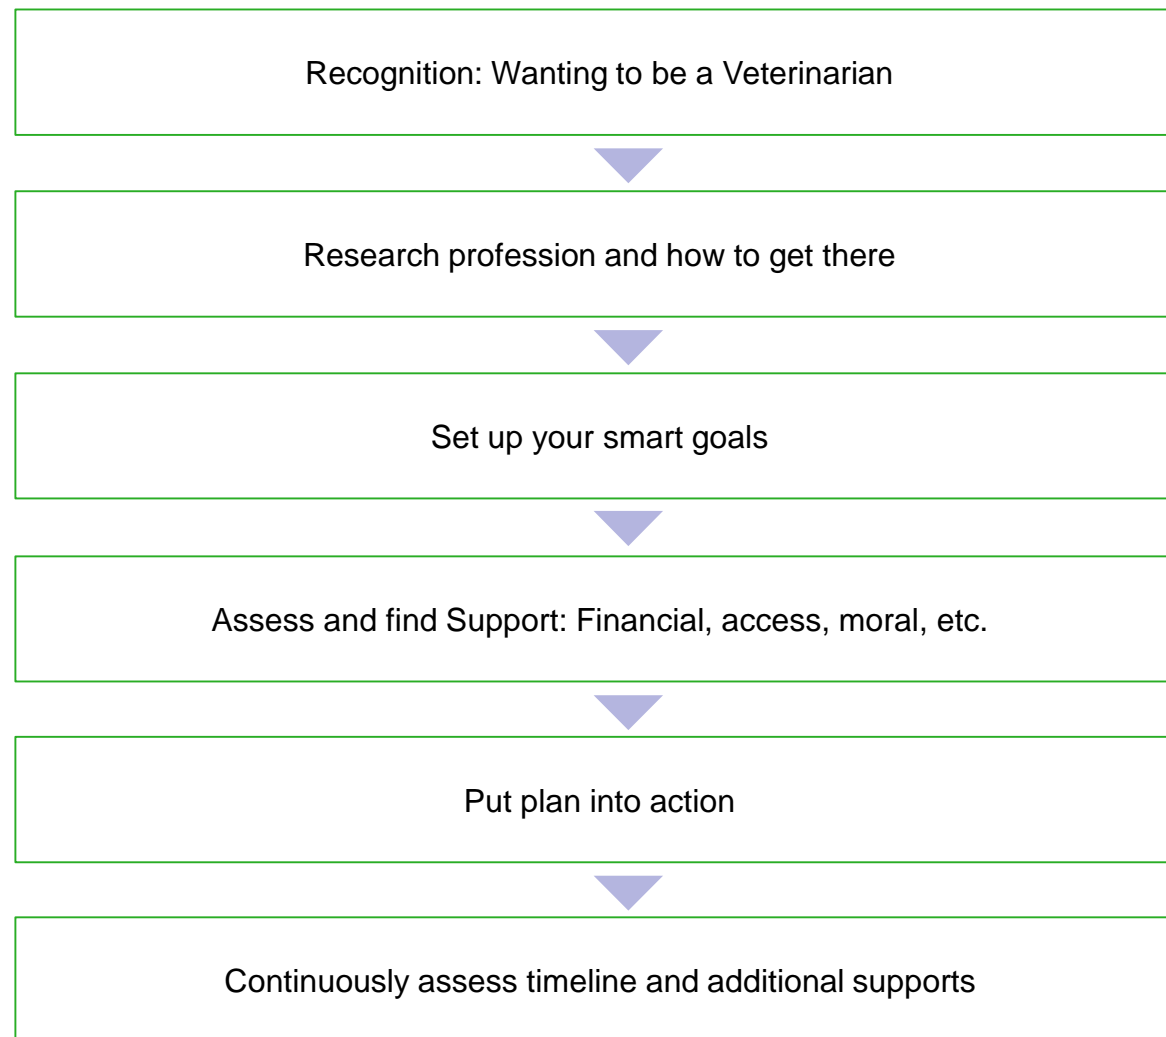 Recognition: Wanting to be a Veterinarian
Research profession and how to get there
Set up your smart goals
Assess and find Support: Financial, access, moral, etc.
Put plan into action
Continuously assess timeline and additional supports